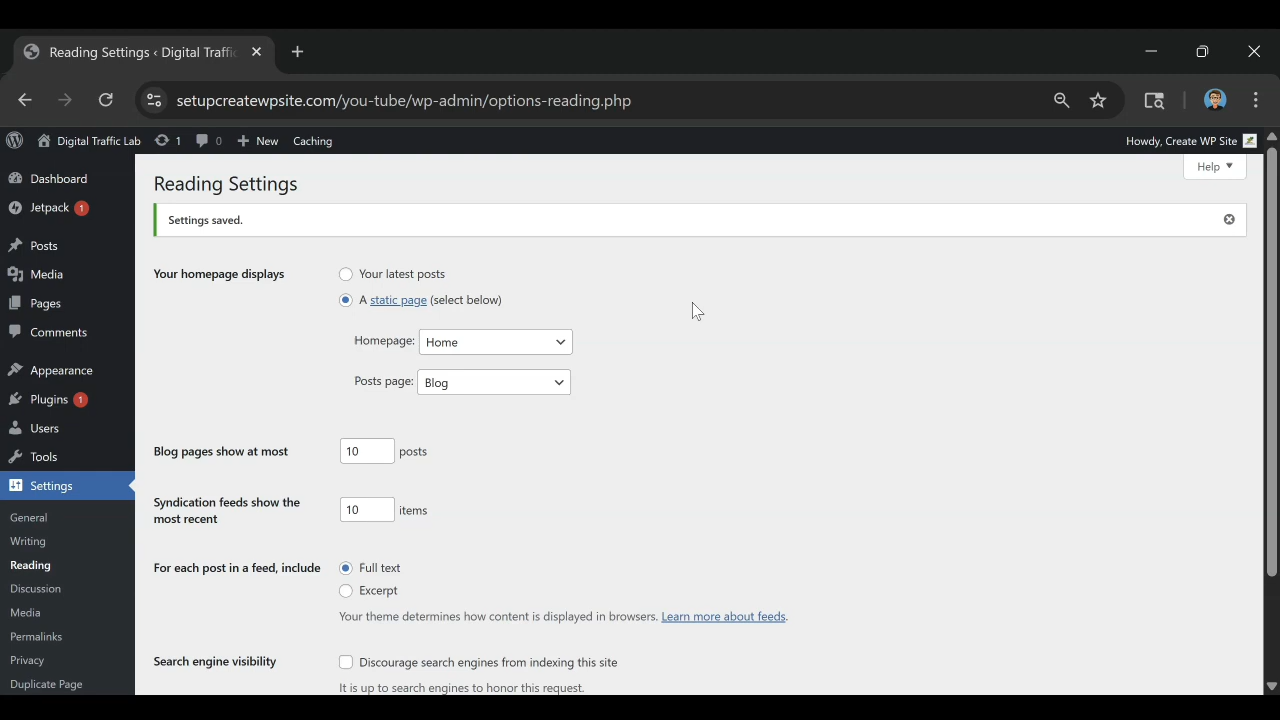 Reading Settings ‹ Digital Traffic
setupcreatewpsite.com/you-tube/wp-admin/options-reading.php
Digital Traffic Lab 1 0 New Caching Howdy, Create WP Site
Help
Dashboard
Jetpack 1
Posts
Media
Pages
Comments
Appearance
Plugins 1
Users
Tools
Settings
General
Writing
Reading
Discussion
Media
Permalinks
Privacy
Duplicate Page
Reading Settings
Settings saved.
Your homepage displays
Your latest posts
A static page (select below)
Homepage: Home
Posts page: Blog
Blog pages show at most 10 posts
Syndication feeds show the
most recent
10 items
For each post in a feed, include
Full text
Excerpt
Your theme determines how content is displayed in browsers. Learn more about feeds.
Search engine visibility
Discourage search engines from indexing this site
It is up to search engines to honor this request.